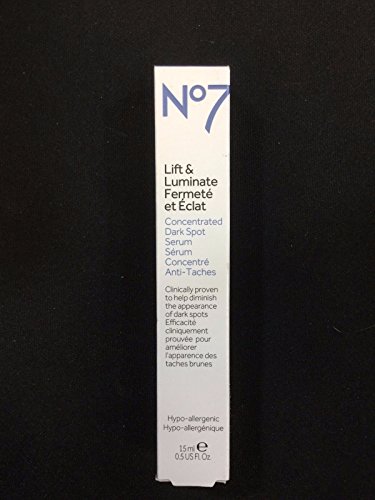 Nº7
Lift &
Luminate
Fermeté
et Éclat
Concentrated
Dark Spot
Serum
Sérum
Concentré
Anti-Taches
Clinically proven
to help diminish
the appearance
of dark spots
Efficacité
cliniquement
prouvée pour
améliorer
l'apparence des
taches brunes
Hypo-allergenic
Hypo-allergénique
15 ml ℮
0.5 US Fl. Oz.